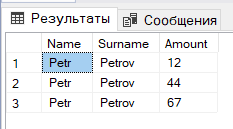 Результаты Сообщения
Name Surname Amount
1 Petr Petrov 12
2 Petr Petrov 44
3 Petr Petrov 67